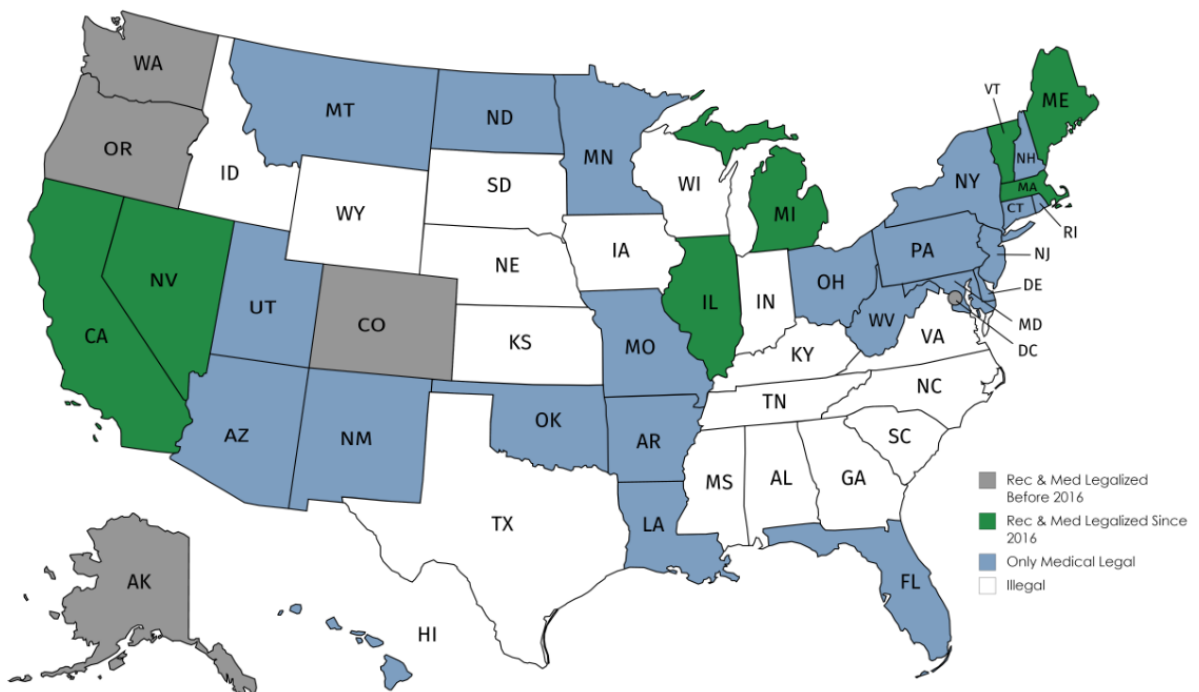 WA
MT
ND
MN
OR
ID
SD
WI
WY
MI
VT
ME
NH
NY
MA
CT
RI
NV
UT
CA
NE
IA
PA
NJ
CO
IL
IN
OH
DE
WV
MD
KS
MO
KY
VA
DC
AZ
NM
OK
AR
TN
NC
SC
MS
AL
GA
TX
LA
FL
AK
HI
Rec & Med Legalized
Before 2016
Rec & Med Legalized Since
2016
Only Medical Legal
Illegal